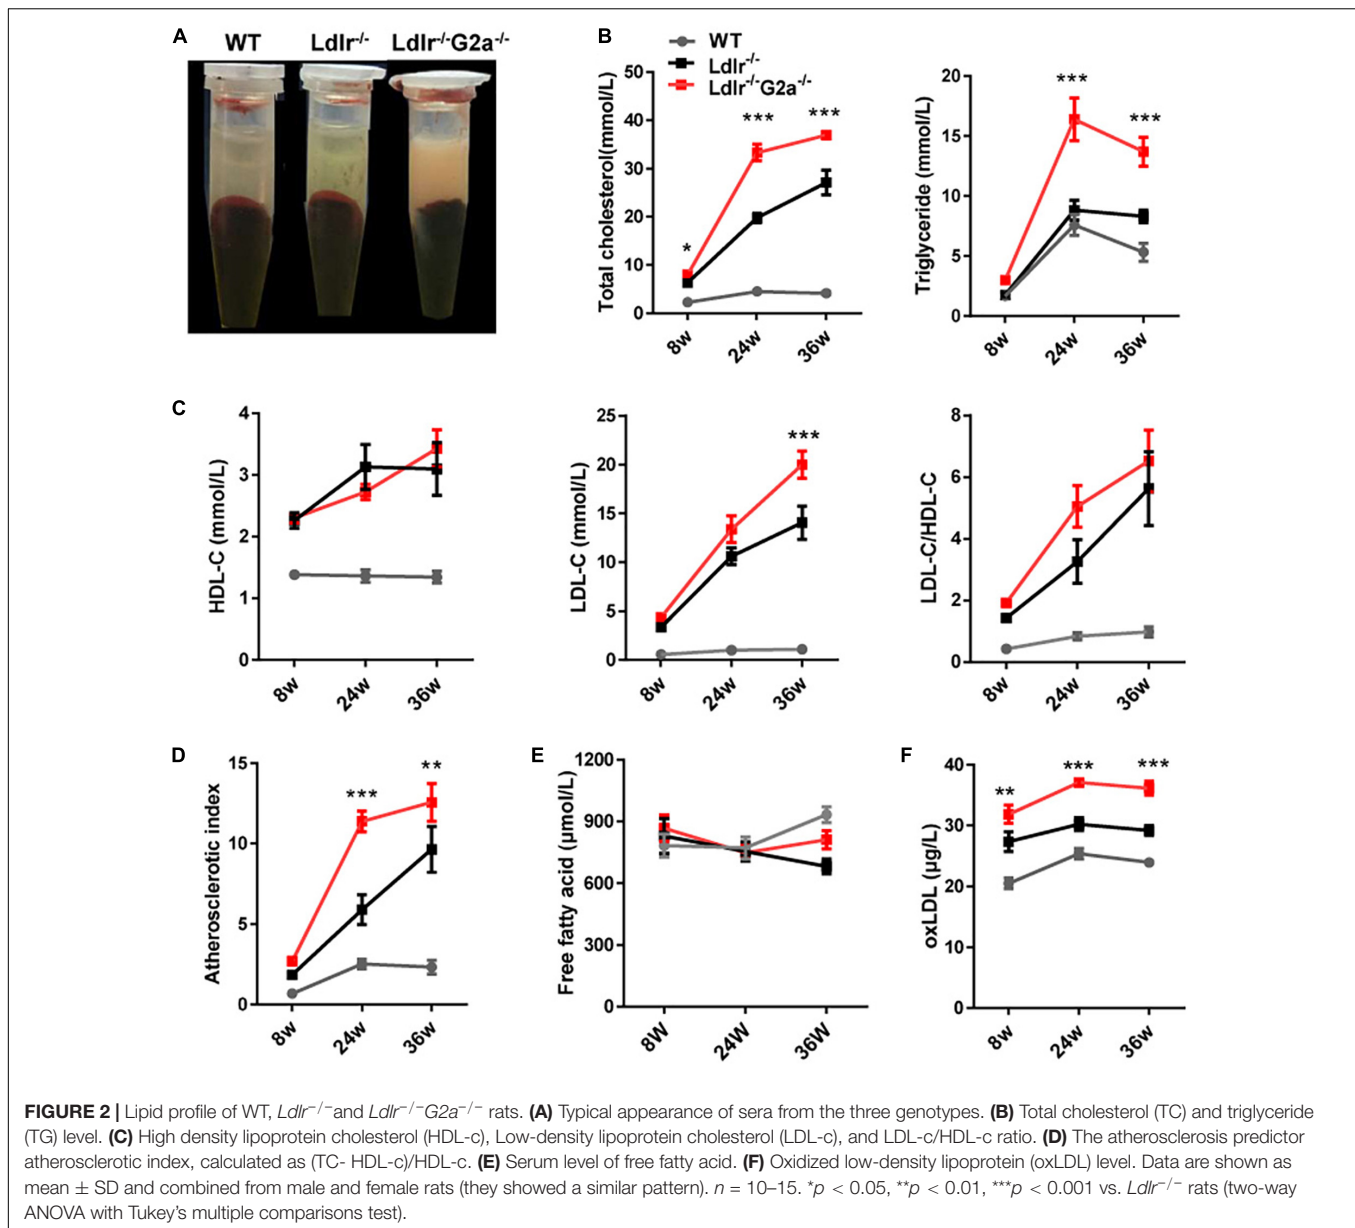 A
WT
Ldlr-/-
Ldlr-/-G2a-/-
B
WT
Ldlr-/-
Ldlr-/-G2a-/-
Total cholesterol(mmol/L)
50
40
30
20
10
0
*
***
***
8w
24w
36w
Triglyceride (mmol/L)
20
15
10
5
0
***
***
8w
24w
36w
C
HDL-C (mmol/L)
4
3
2
1
0
8w
24w
36w
LDL-C (mmol/L)
25
20
15
10
5
0
***
8w
24w
36w
LDL-C/HDL-C
8
6
4
2
0
8w
24w
36w
D
Atherosclerotic index
15
10
5
0
***
**
8w
24w
36w
E
Free fatty acid (μmol/L)
1200
900
600
300
0
8W
24W
36W
F
oxLDL (μg/L)
40
30
20
10
0
**
***
***
8w
24w
36w
FIGURE 2 | Lipid profile of WT, Ldlr−/−and Ldlr−/−G2a−/− rats. (A) Typical appearance of sera from the three genotypes. (B) Total cholesterol (TC) and triglyceride
(TG) level. (C) High density lipoprotein cholesterol (HDL-c), Low-density lipoprotein cholesterol (LDL-c), and LDL-c/HDL-c ratio. (D) The atherosclerosis predictor
atherosclerotic index, calculated as (TC- HDL-c)/HDL-c. (E) Serum level of free fatty acid. (F) Oxidized low-density lipoprotein (oxLDL) level. Data are shown as
mean ± SD and combined from male and female rats (they showed a similar pattern). n = 10–15. *p < 0.05, **p < 0.01, ***p < 0.001 vs. Ldlr−/− rats (two-way
ANOVA with Tukey's multiple comparisons test).